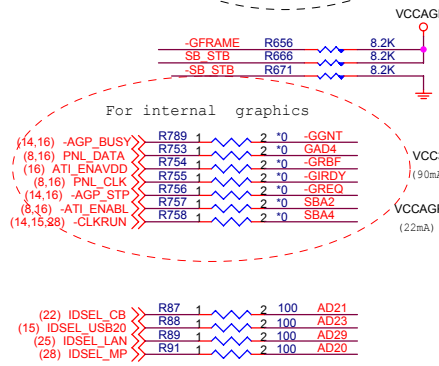 VCCAG
-GFRAME R656 8.2K
SB_STB R666 8.2K
-SB_STB R671 8.2K
For internal graphics
(14,16) -AGP_BUSY R789 1 2 *0 -GGNT
(8,16) PNL_DATA R753 1 2 *0 GAD4
(16) ATI_ENAVDD R754 1 2 *0 -GRBF
(8,16) PNL_CLK R755 1 2 *0 -GIRDY
(14,16) -AGP_STP R756 1 2 *0 -GREQ
(8,16) -ATI_ENABL R757 1 2 *0 SBA2
(14,15,28) -CLKRUN R758 1 2 *0 SBA4
VCC
(90mA
VCCAG
(22mA)
(22) IDSEL_CB R87 1 2 100 AD21
(15) IDSEL_USB20 R88 1 2 100 AD23
(25) IDSEL_LAN R89 1 2 100 AD29
(28) IDSEL_MP R91 1 2 100 AD20